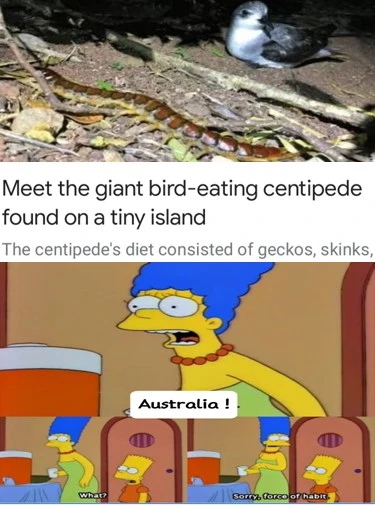 Meet the giant bird-eating centipede
found on a tiny island
The centipede's diet consisted of geckos, skinks,
Australia !
What?
Sorry, force of habit.